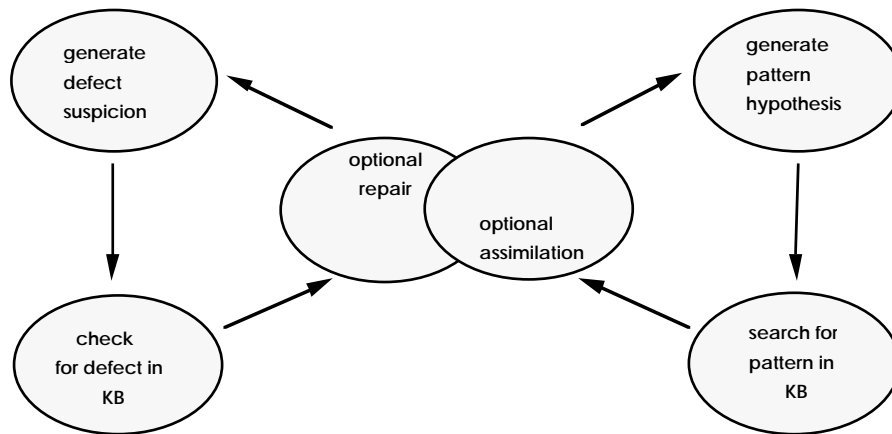 generate
defect
suspicion
generate
pattern
hypothesis
optional
repair
optional
assimilation
check
for defect in
KB
search for
pattern in
KB